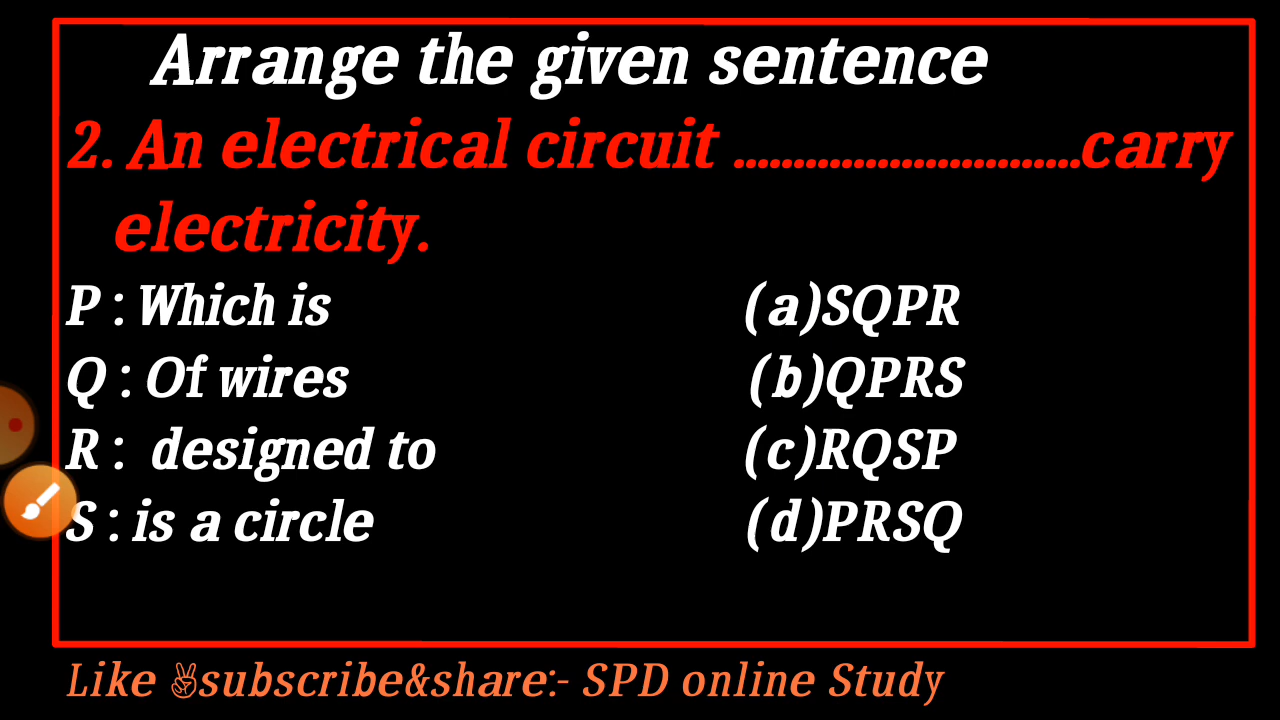 Arrange the given sentence
2. An electrical circuit .............................carry
electricity.
P : Which is (a)SQPR
Q : Of wires (b)QPRS
R : designed to (c)RQSP
S : is a circle (d)PRSQ
Like ✌subscribe&share:- SPD online Study